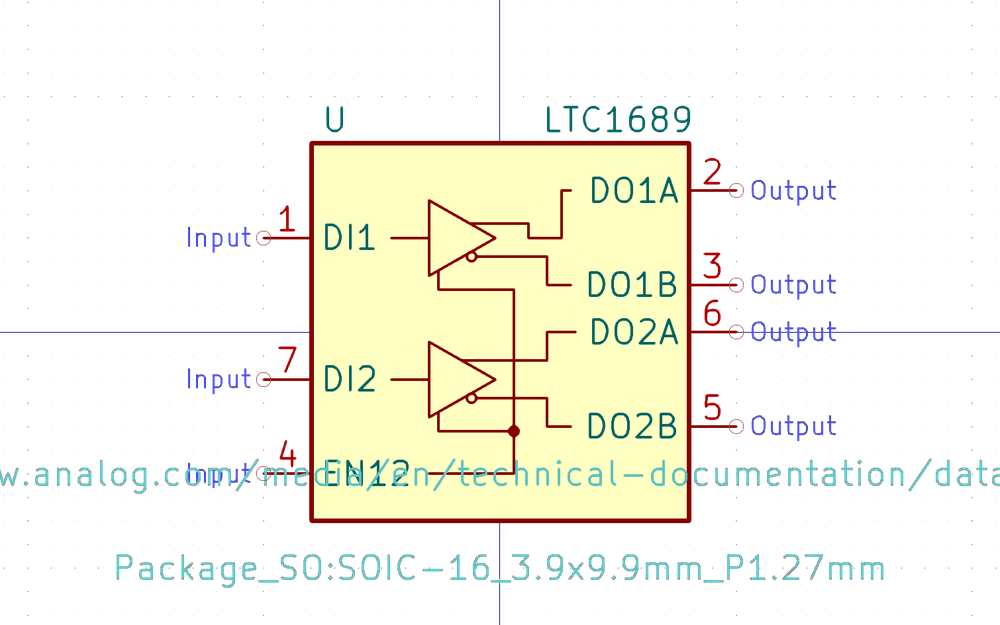 U LTC1689
2 DO1A Output
Input 1 DI1
3 DO1B Output
6 DO2A Output
Input 7 DI2
5 DO2B Output
Input 4 EN12
w.analog.com/media/en/technical-documentation/data
Package_SO:SOIC-16_3.9x9.9mm_P1.27mm